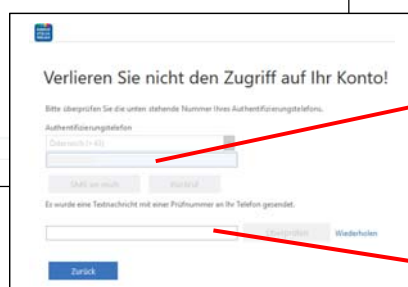 Verlieren Sie nicht den Zugriff auf Ihr Konto!
Bitte überprüfen Sie die unten stehende Nummer Ihres Authentifizierungstelefons.
Authentifizierungstelefon
Österreich (+43)
SMS an mich
Rückruf
Es wurde eine Textnachricht mit einer Prüfnummer an Ihr Telefon gesendet.
Überprüfen
Wiederholen
Zurück